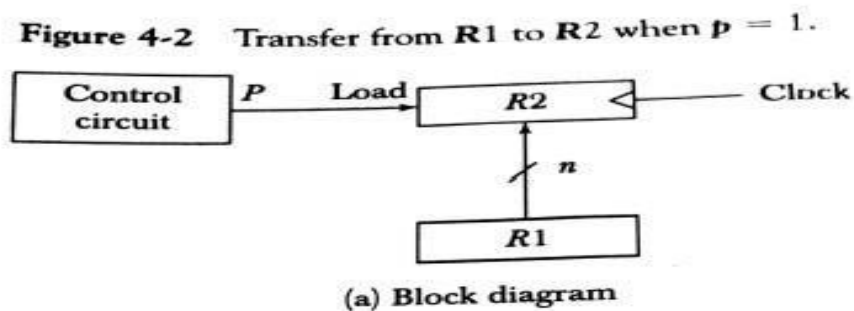 Figure 4-2 Transfer from R1 to R2 when p = 1.
Control circuit
P
Load
R2
Clock
n
R1
(a) Block diagram